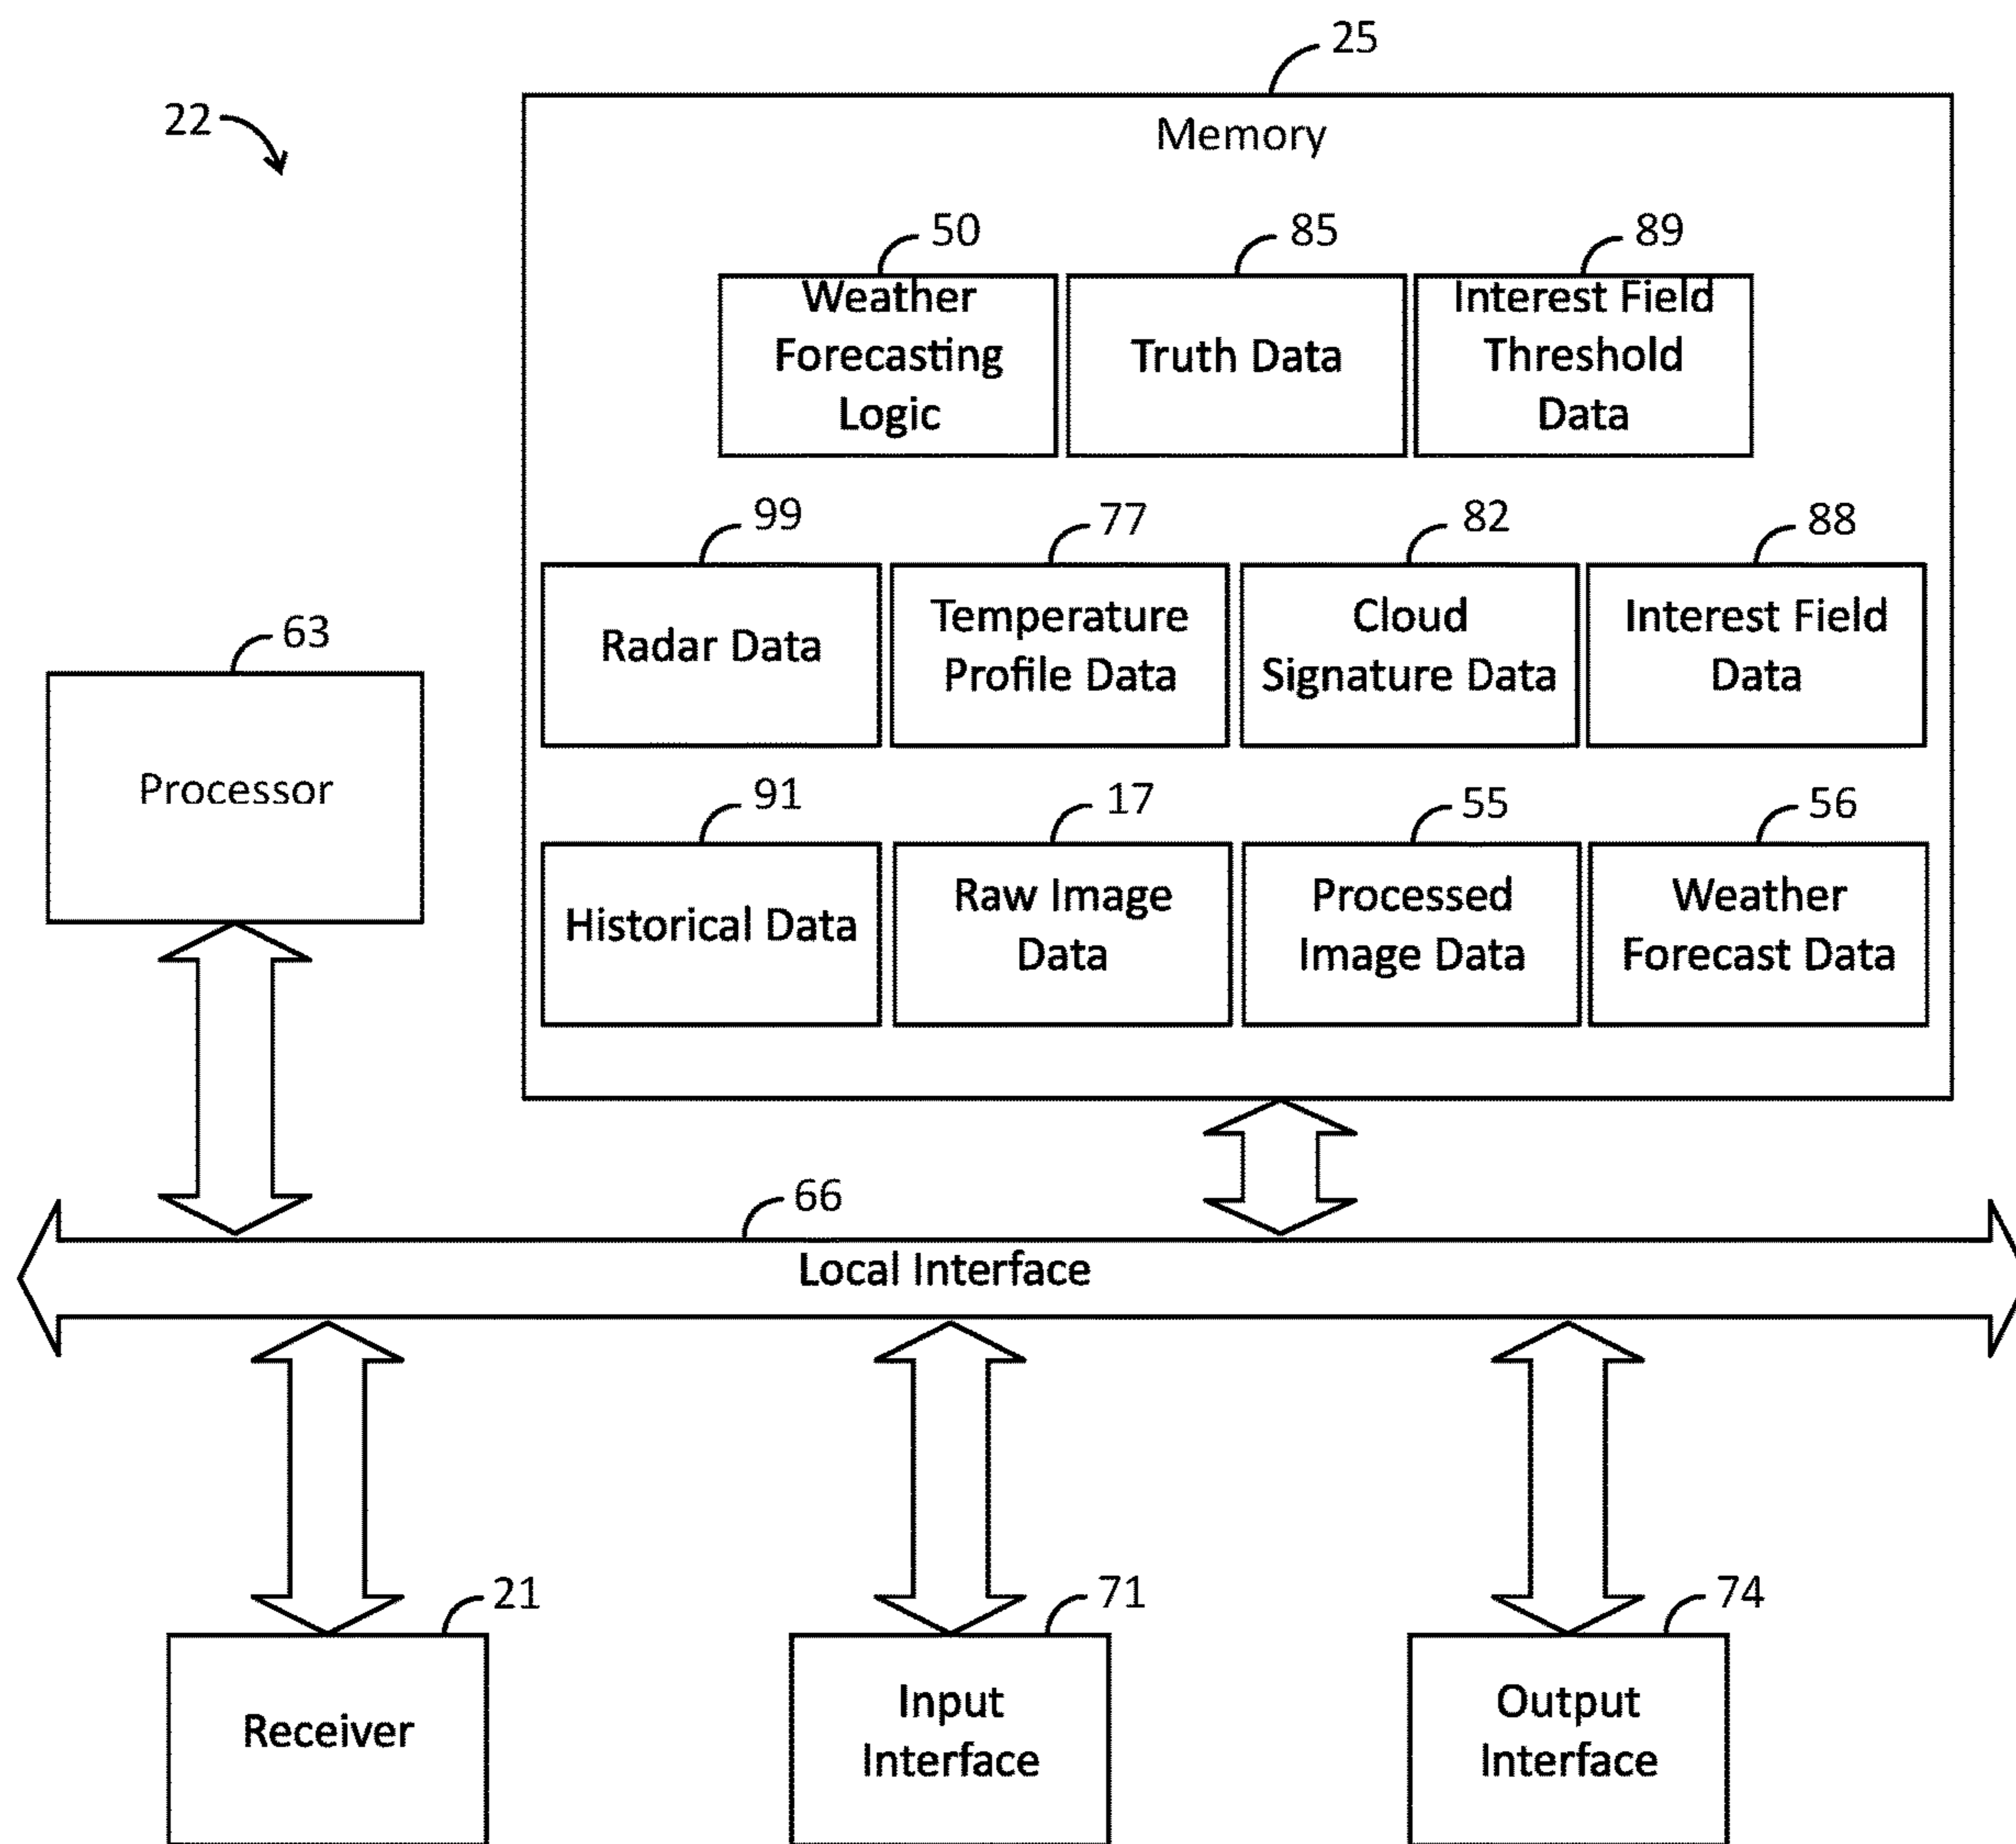 25
22
Memory
50
85
89
Weather
Forecasting
Logic
Truth Data
Interest Field
Threshold
Data
99
77
82
88
Radar Data
Temperature
Profile Data
Cloud
Signature Data
Interest Field
Data
63
Processor
91
17
55
56
Historical Data
Raw Image
Data
Processed
Image Data
Weather
Forecast Data
66
Local Interface
21
71
74
Receiver
Input
Interface
Output
Interface